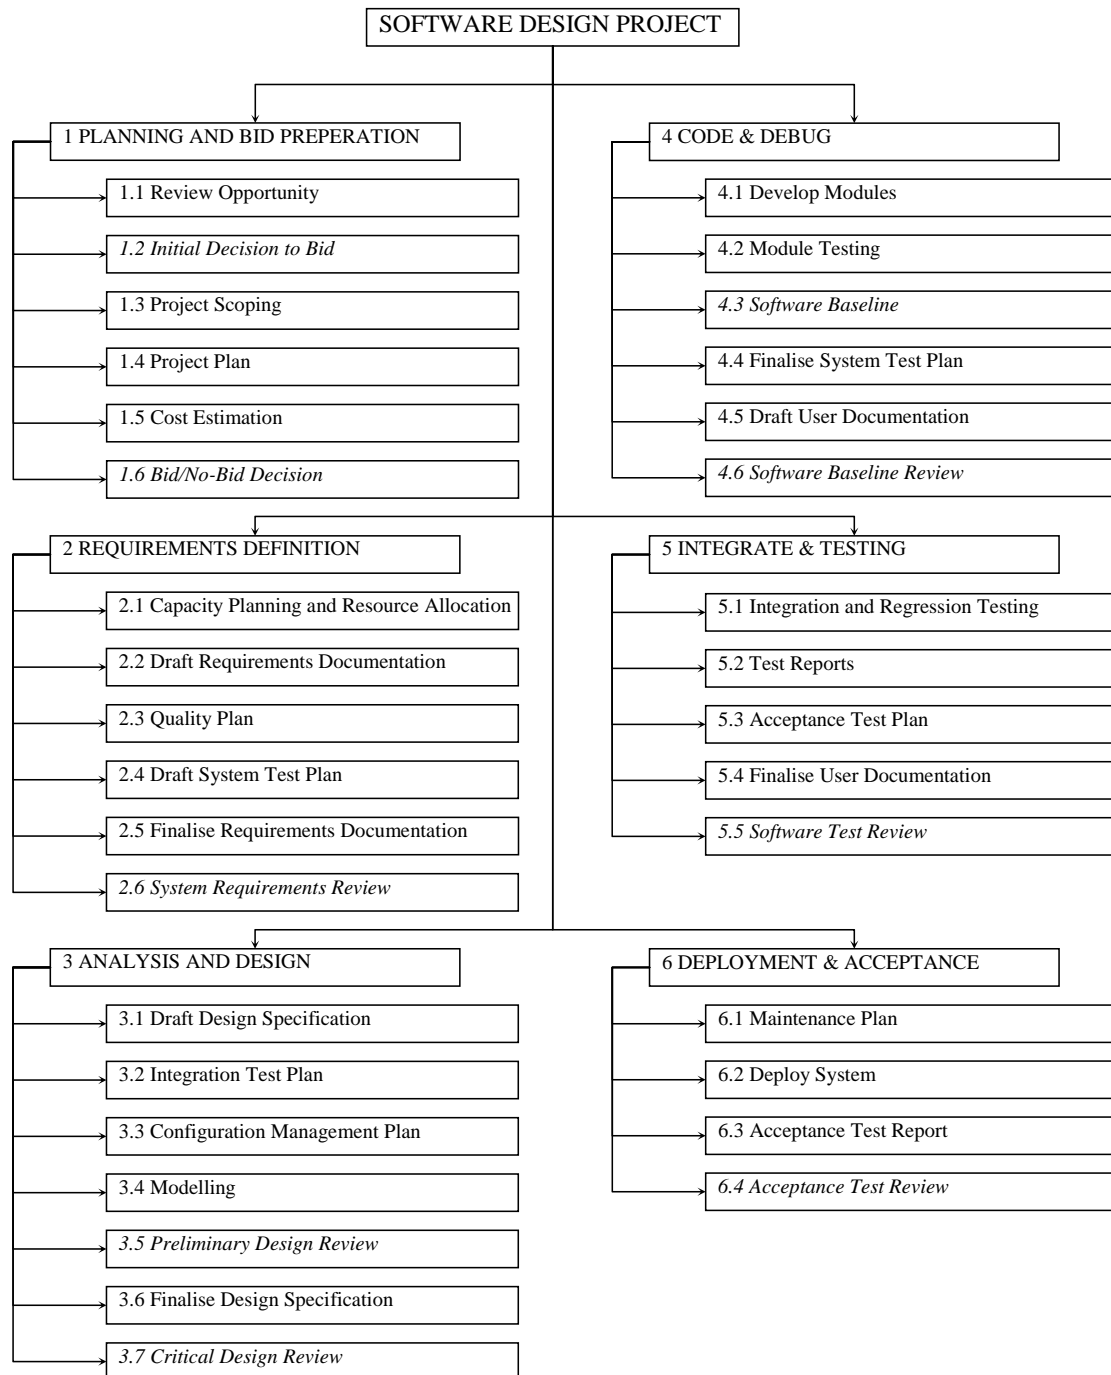 SOFTWARE DESIGN PROJECT
1 PLANNING AND BID PREPERATION
1.1 Review Opportunity
1.2 Initial Decision to Bid
1.3 Project Scoping
1.4 Project Plan
1.5 Cost Estimation
1.6 Bid/No-Bid Decision
2 REQUIREMENTS DEFINITION
2.1 Capacity Planning and Resource Allocation
2.2 Draft Requirements Documentation
2.3 Quality Plan
2.4 Draft System Test Plan
2.5 Finalise Requirements Documentation
2.6 System Requirements Review
3 ANALYSIS AND DESIGN
3.1 Draft Design Specification
3.2 Integration Test Plan
3.3 Configuration Management Plan
3.4 Modelling
3.5 Preliminary Design Review
3.6 Finalise Design Specification
3.7 Critical Design Review
4 CODE & DEBUG
4.1 Develop Modules
4.2 Module Testing
4.3 Software Baseline
4.4 Finalise System Test Plan
4.5 Draft User Documentation
4.6 Software Baseline Review
5 INTEGRATE & TESTING
5.1 Integration and Regression Testing
5.2 Test Reports
5.3 Acceptance Test Plan
5.4 Finalise User Documentation
5.5 Software Test Review
6 DEPLOYMENT & ACCEPTANCE
6.1 Maintenance Plan
6.2 Deploy System
6.3 Acceptance Test Report
6.4 Acceptance Test Review